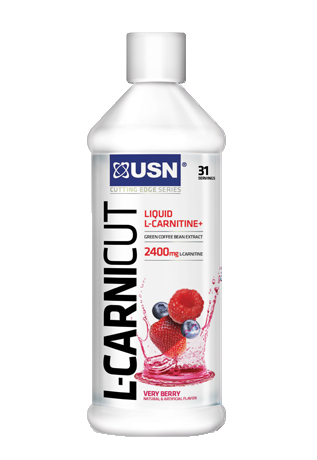 USN®
CUTTING EDGE SERIES
31
SERVINGS
L-CARNICUT
LIQUID
L-CARNITINE+
GREEN COFFEE BEAN EXTRACT
2400mg L-CARNITINE
VERY BERRY
NATURAL & ARTIFICIAL FLAVOR